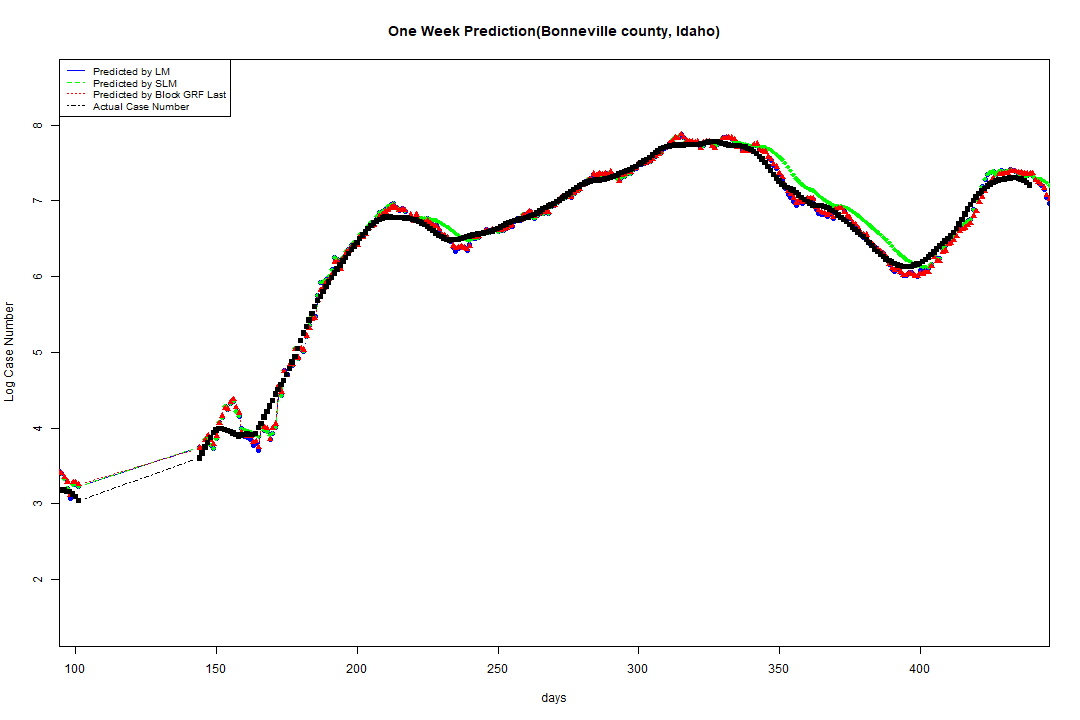 One Week Prediction(Bonneville county, Idaho)
Predicted by LM
Predicted by SLM
Predicted by Block GRF Last
Actual Case Number
Log Case Number
8
7
6
5
4
3
2
100 150 200 250 300 350 400
days